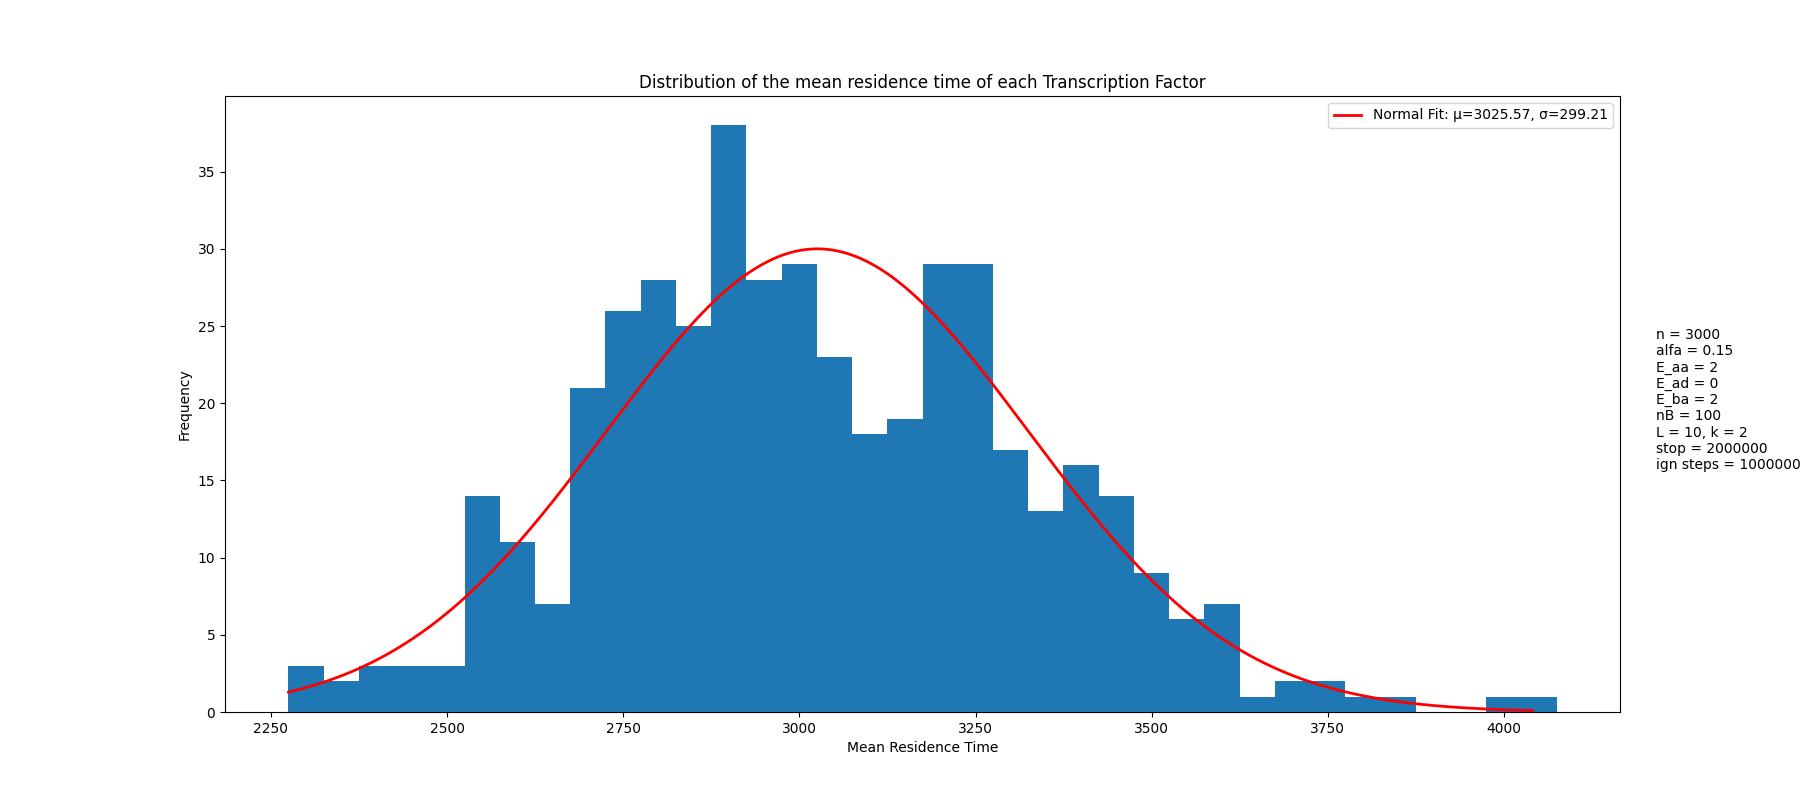 Distribution of the mean residence time of each Transcription Factor
Normal Fit: μ=3025.57, σ=299.21
35
30
25
20
15
10
5
0
Frequency
2250 2500 2750 3000 3250 3500 3750 4000
Mean Residence Time
n = 3000
alfa = 0.15
E_aa = 2
E_ad = 0
E_ba = 2
nB = 100
L = 10, k = 2
stop = 2000000
ign steps = 1000000